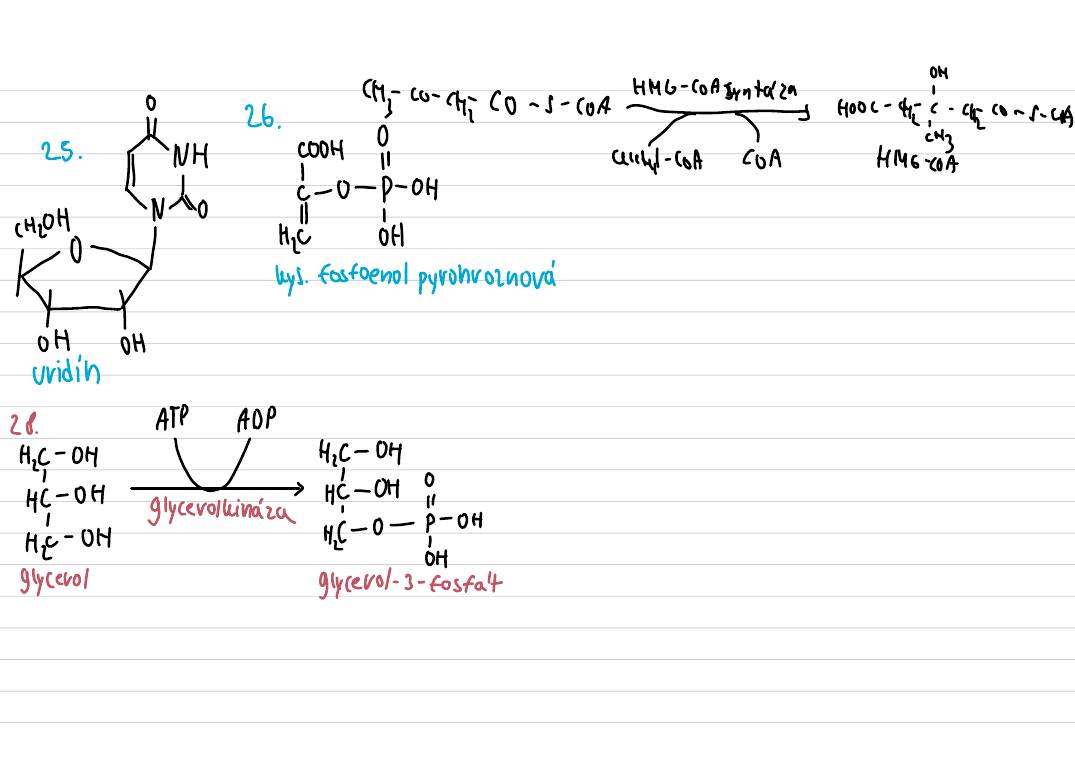 25.
O
NH
N
O
CH2OH
O
OH OH
uridín
26.
COOH O
C-O-P-OH
H2C OH
kys. fosfoenol pyrohroznová
CH3-CO-CH2-CO~S-CoA HMG-CoA syntáza
acetyl-CoA CoA
OH
HOOC-CH2-C-CH2-CO~S-CoA
CH3
HMG-CoA
28.
ATP ADP
H2C-OH
HC-OH
H2C-OH
glycerol
glycerolkináza
H2C-OH
HC-OH O
H2C-O-P-OH
OH
glycerol-3-fosfát